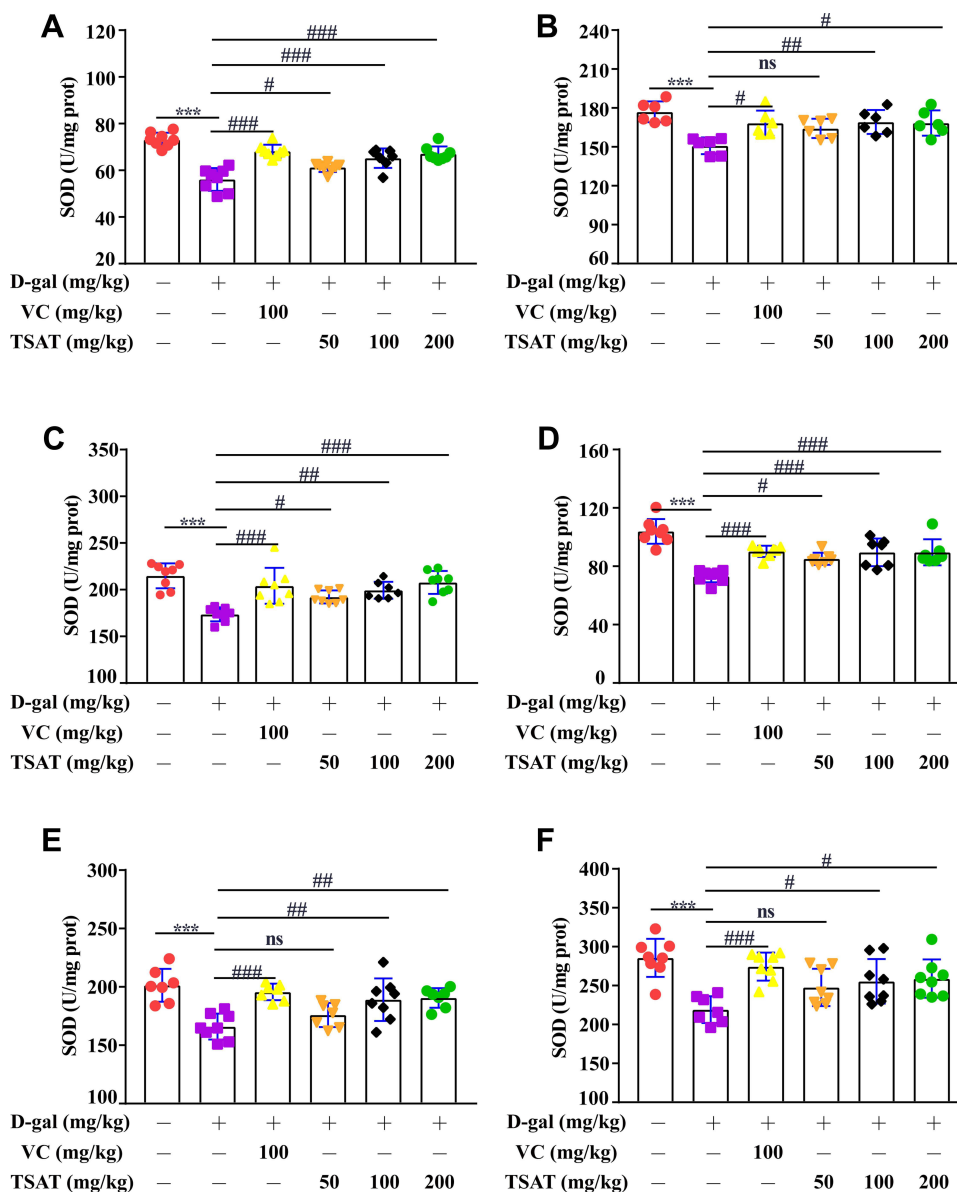 A
SOD (U/mg prot)
120
100
80
60
40
20
###
###
#
***
###
D-gal (mg/kg) — + + + + +
VC (mg/kg) — — 100 — — —
TSAT (mg/kg) — — — 50 100 200
B
SOD (U/mg prot)
240
210
180
150
120
90
60
#
##
ns
***
#
D-gal (mg/kg) — + + + + +
VC (mg/kg) — — 100 — — —
TSAT (mg/kg) — — — 50 100 200
C
SOD (U/mg prot)
350
300
250
200
150
100
###
##
#
***
###
D-gal (mg/kg) — + + + + +
VC (mg/kg) — — 100 — — —
TSAT (mg/kg) — — — 50 100 200
D
SOD (U/mg prot)
160
120
80
40
0
###
###
#
***
###
D-gal (mg/kg) — + + + + +
VC (mg/kg) — — 100 — — —
TSAT (mg/kg) — — — 50 100 200
E
SOD (U/mg prot)
300
250
200
150
100
##
##
ns
***
###
D-gal (mg/kg) — + + + + +
VC (mg/kg) — — 100 — — —
TSAT (mg/kg) — — — 50 100 200
F
SOD (U/mg prot)
400
350
300
250
200
150
100
#
#
ns
***
###
D-gal (mg/kg) — + + + + +
VC (mg/kg) — — 100 — — —
TSAT (mg/kg) — — — 50 100 200